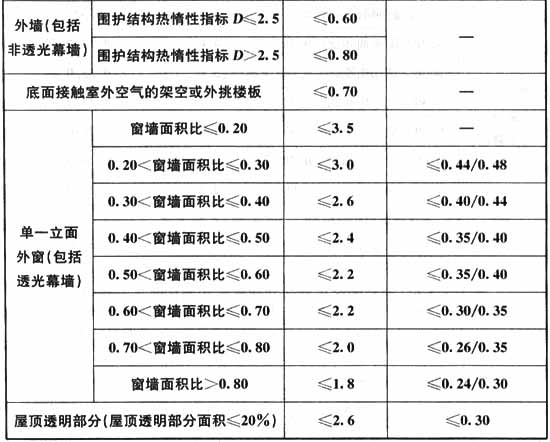 外墙(包括非透光幕墙) 围护结构热惰性指标 D≤2.5 ≤0.60 —
围护结构热惰性指标 D>2.5 ≤0.80
底面接触室外空气的架空或外挑楼板 ≤0.70 —
单一立面外窗(包括透光幕墙) 窗墙面积比≤0.20 ≤3.5 —
0.20<窗墙面积比≤0.30 ≤3.0 ≤0.44/0.48
0.30<窗墙面积比≤0.40 ≤2.6 ≤0.40/0.44
0.40<窗墙面积比≤0.50 ≤2.4 ≤0.35/0.40
0.50<窗墙面积比≤0.60 ≤2.2 ≤0.35/0.40
0.60<窗墙面积比≤0.70 ≤2.2 ≤0.30/0.35
0.70<窗墙面积比≤0.80 ≤2.0 ≤0.26/0.35
窗墙面积比>0.80 ≤1.8 ≤0.24/0.30
屋顶透明部分(屋顶透明部分面积≤20%) ≤2.6 ≤0.30